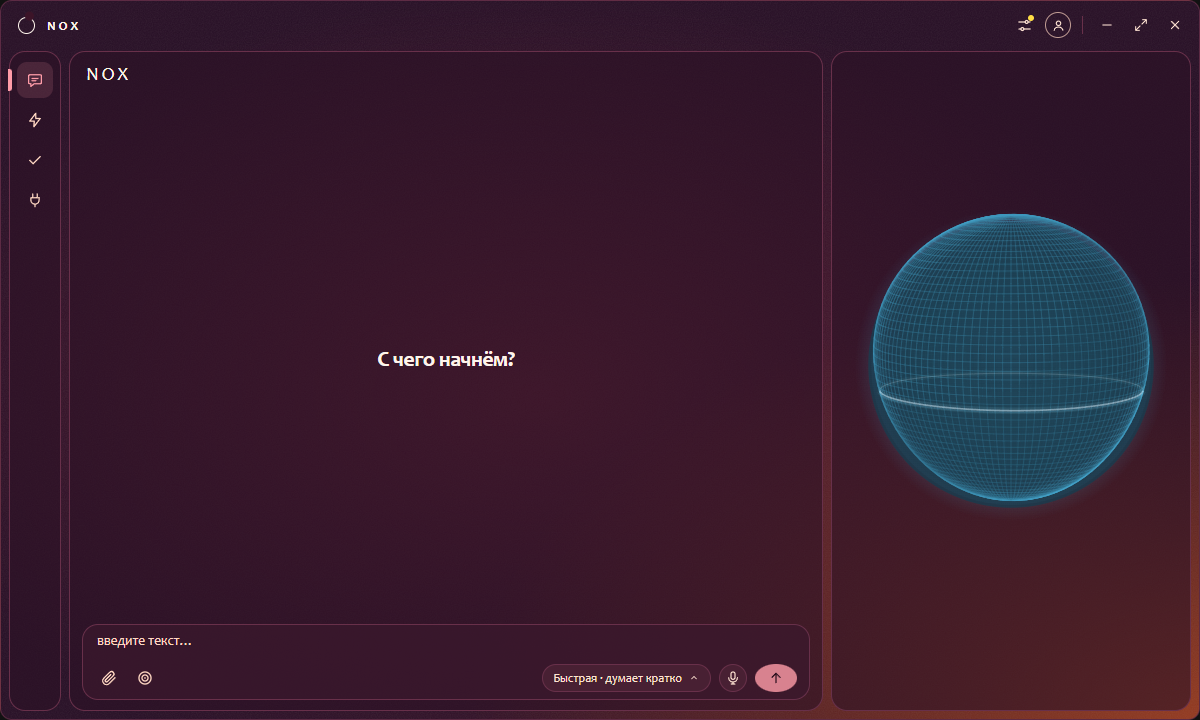 NOX
NOX
С чего начнём?
введите текст...
Быстрая · думает кратко